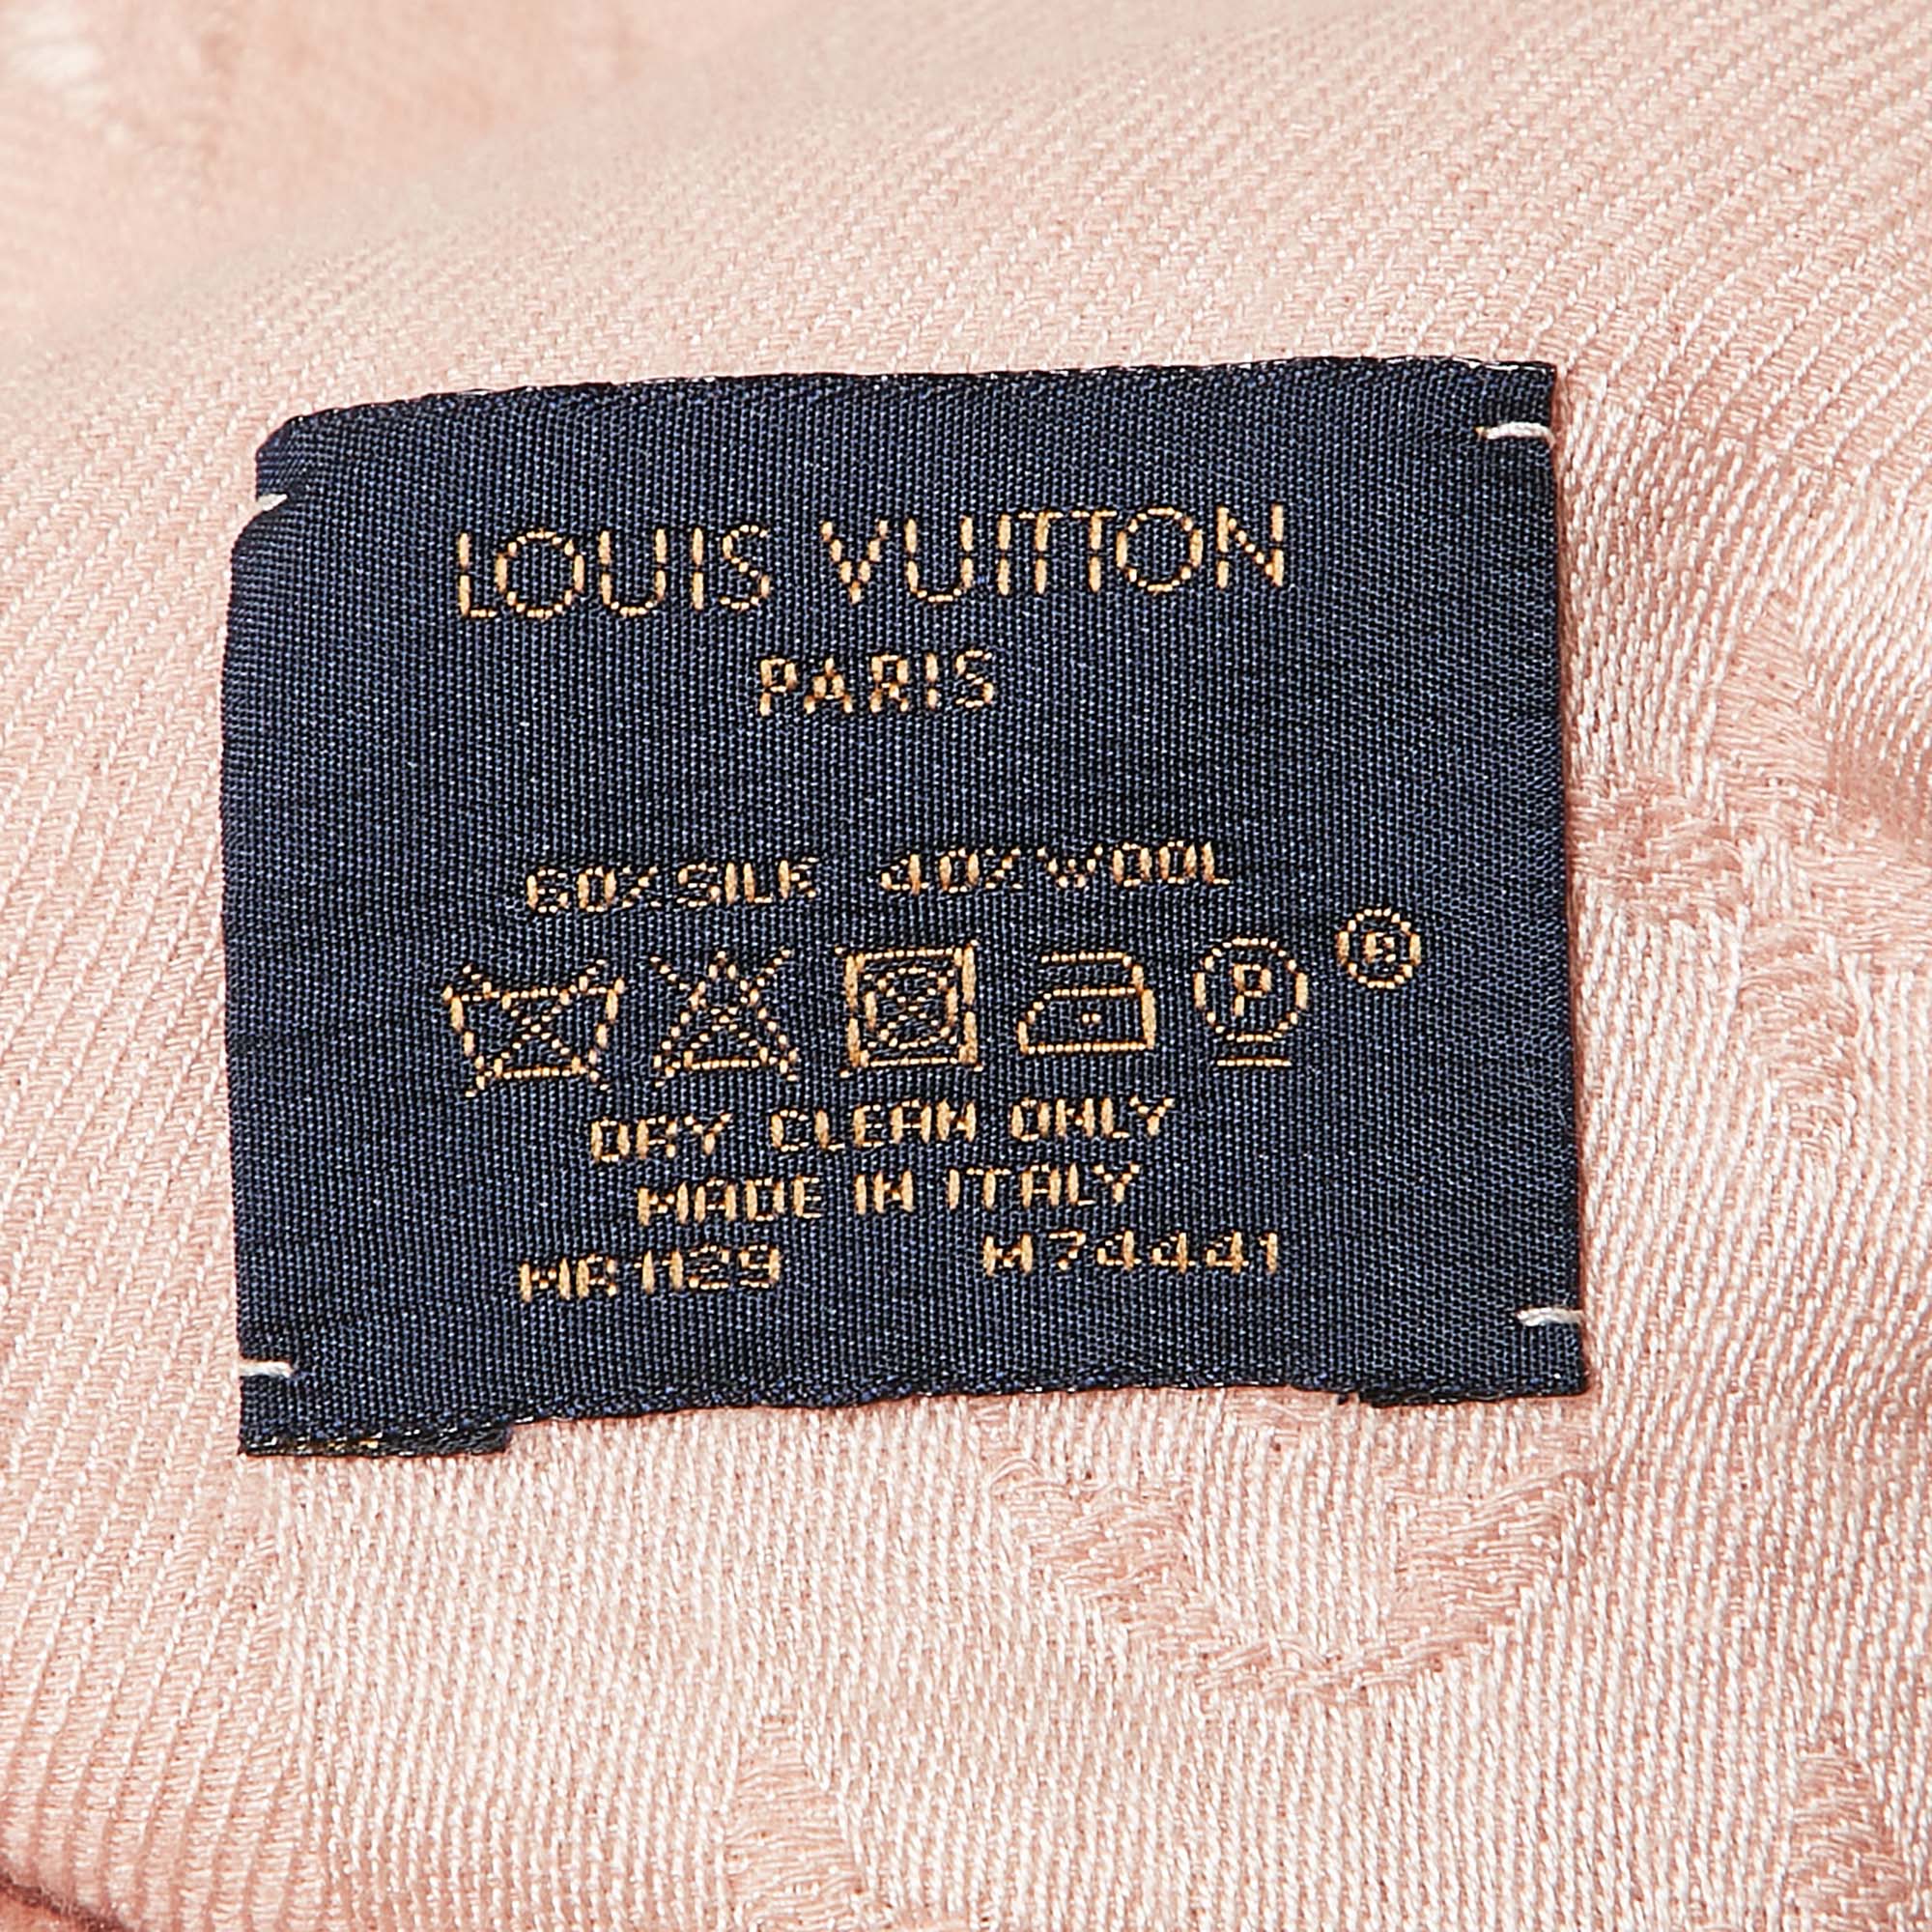 LOUIS VUITTON
PARIS
60% SILK 40% WOOL
P ®
DRY CLEAN ONLY
MADE IN ITALY
MR1129 M74441